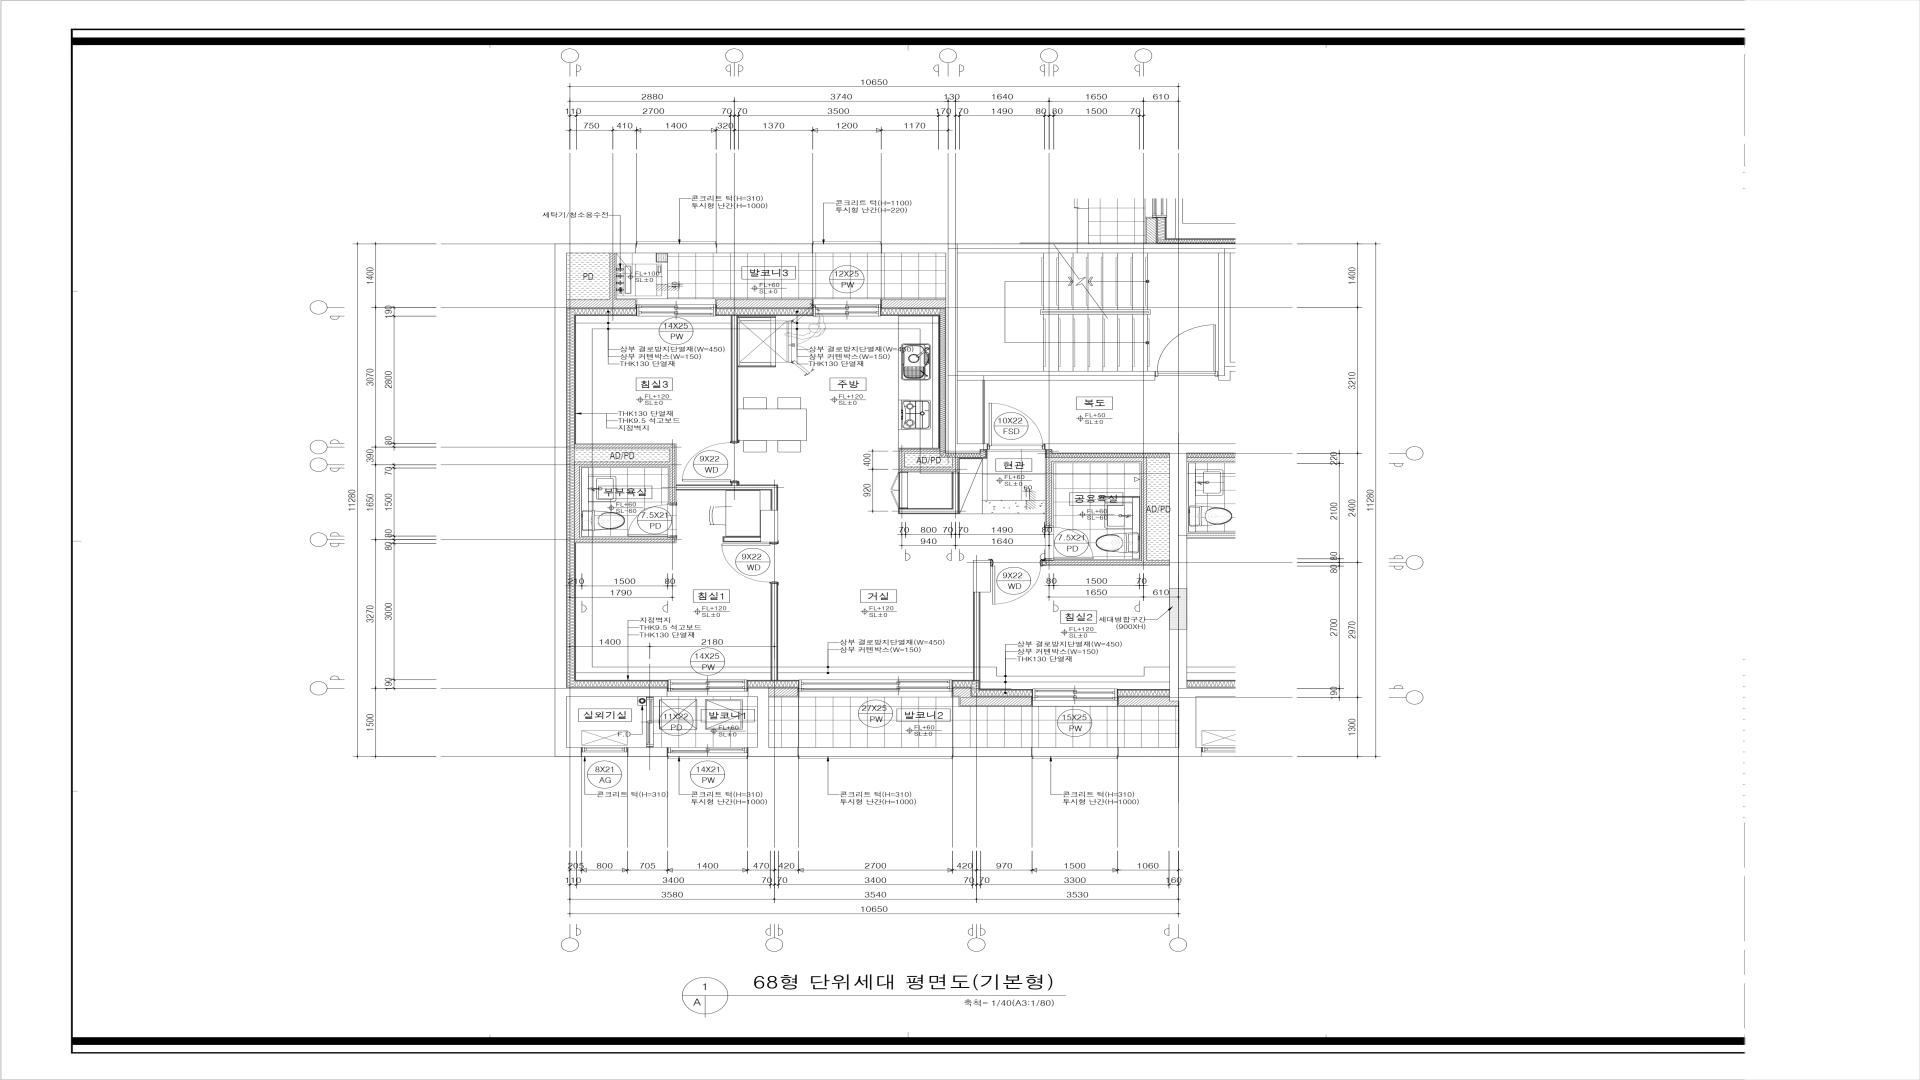 10650
2880 3740 130 1640 1650 610
110 2700 70 70 3500 170 70 1490 80 80 1500 70
750 410 1400 320 1370 1200 1170
콘크리트 턱(H=310)
투시형 난간(H=1000)
콘크리트 턱(H=1100)
투시형 난간(H=220)
세탁기/청소용수전
PD
FL+100
SL±0
발코니3
FL+60
SL±0
12X25
PW
14X25
PW
상부 결로방지단열재(W=450)
상부 커텐박스(W=150)
THK130 단열재
상부 결로방지단열재(W=450)
상부 커텐박스(W=150)
THK130 단열재
침실3
FL+120
SL±0
주방
FL+120
SL±0
복도
FL+50
SL±0
THK130 단열재
THK9.5 석고보드
지정벽지
10X22
FSD
AD/PD
9X22
WD
400
AD/PD
920
현관
FL+60
SL±0
60
부부욕실
FL+60
SL-60
7.5X21
PD
공용욕실
FL+60
SL-60
7.5X21
PD
AD/PD
70 800 70 70 1490 80
940 1640
9X22
WD
9X22
WD
210 1500 80
1790
80 1500 70
1650 610
침실1
FL+120
SL±0
거실
FL+120
SL±0
침실2
FL+120
SL±0
세대병합구간
(900XH)
지정벽지
THK9.5 석고보드
THK130 단열재
1400 2180
상부 결로방지단열재(W=450)
상부 커텐박스(W=150)
상부 결로방지단열재(W=450)
상부 커텐박스(W=150)
THK130 단열재
14X25
PW
실외기실
F.D
11X22
PD
발코니1
FL+60
SL±0
27X25
PW
발코니2
FL+60
SL±0
15X25
PW
8X21
AG
14X21
PW
콘크리트 턱(H=310)
콘크리트 턱(H=310)
투시형 난간(H=1000)
콘크리트 턱(H=310)
투시형 난간(H=1000)
콘크리트 턱(H=310)
투시형 난간(H=1000)
11280
1400 3070 390 1650 3270 1500
190 2800 80 70 1500 80 80 3000 190
220 2100 80 80 2700 90
1400 3210 2400 2970 1300
11280
205 800 705 1400 470 420 2700 420 970 1500 1060
110 3400 70 70 3400 70 70 3300 160
3580 3540 3530
10650
1
A
68형 단위세대 평면도(기본형)
축척= 1/40(A3:1/80)